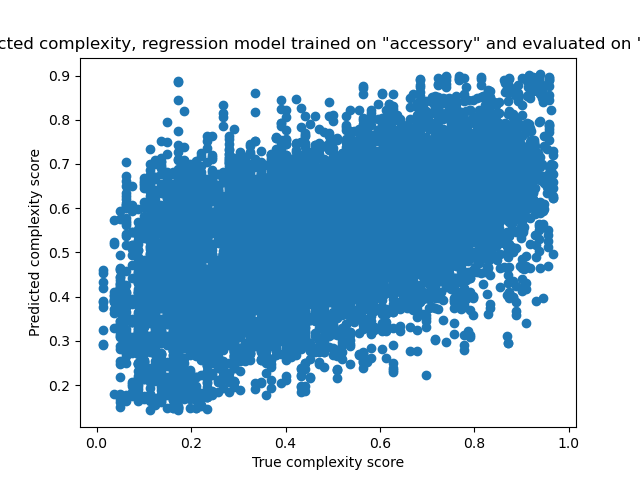 cted complexity, regression model trained on "accessory" and evaluated on "
0.9
0.8
0.7
0.6
0.5
0.4
0.3
0.2
Predicted complexity score
0.0 0.2 0.4 0.6 0.8 1.0
True complexity score